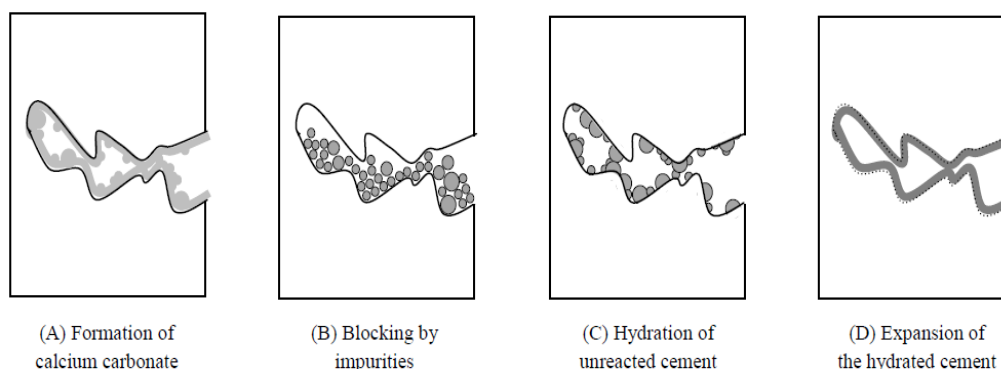 (A) Formation of
calcium carbonate
(B) Blocking by
impurities
(C) Hydration of
unreacted cement
(D) Expansion of
the hydrated cement